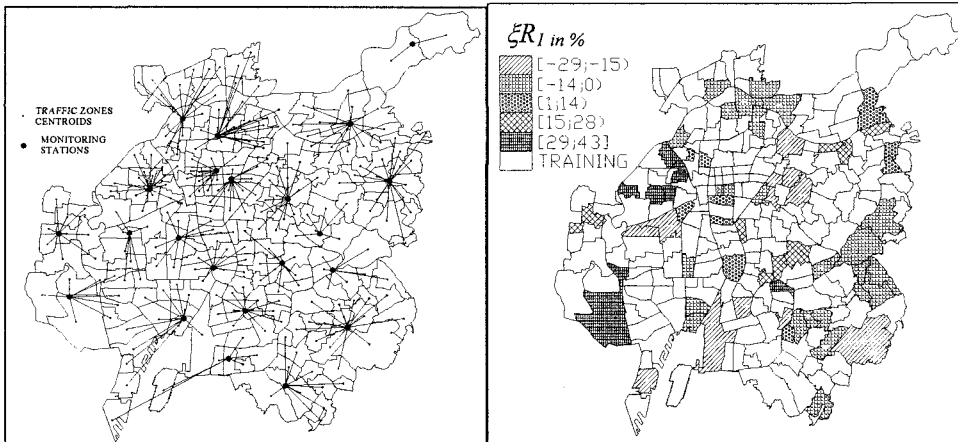 TRAFFIC ZONES
CENTROIDS
MONITORING
STATIONS
ξR1 in %
[-29;-15)
[-14;0)
[1;14)
[15;28)
[29;43]
TRAINING